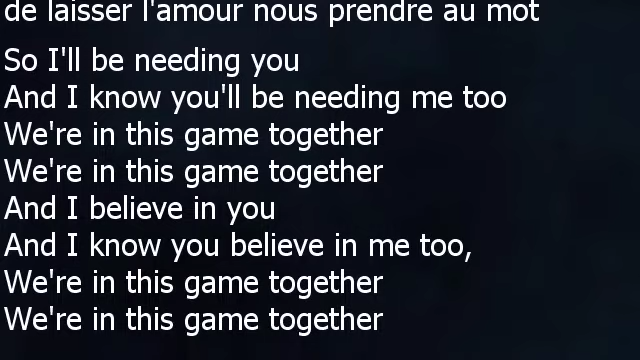 de laisser l'amour nous prendre au mot
So I'll be needing you
And I know you'll be needing me too
We're in this game together
We're in this game together
And I believe in you
And I know you believe in me too,
We're in this game together
We're in this game together